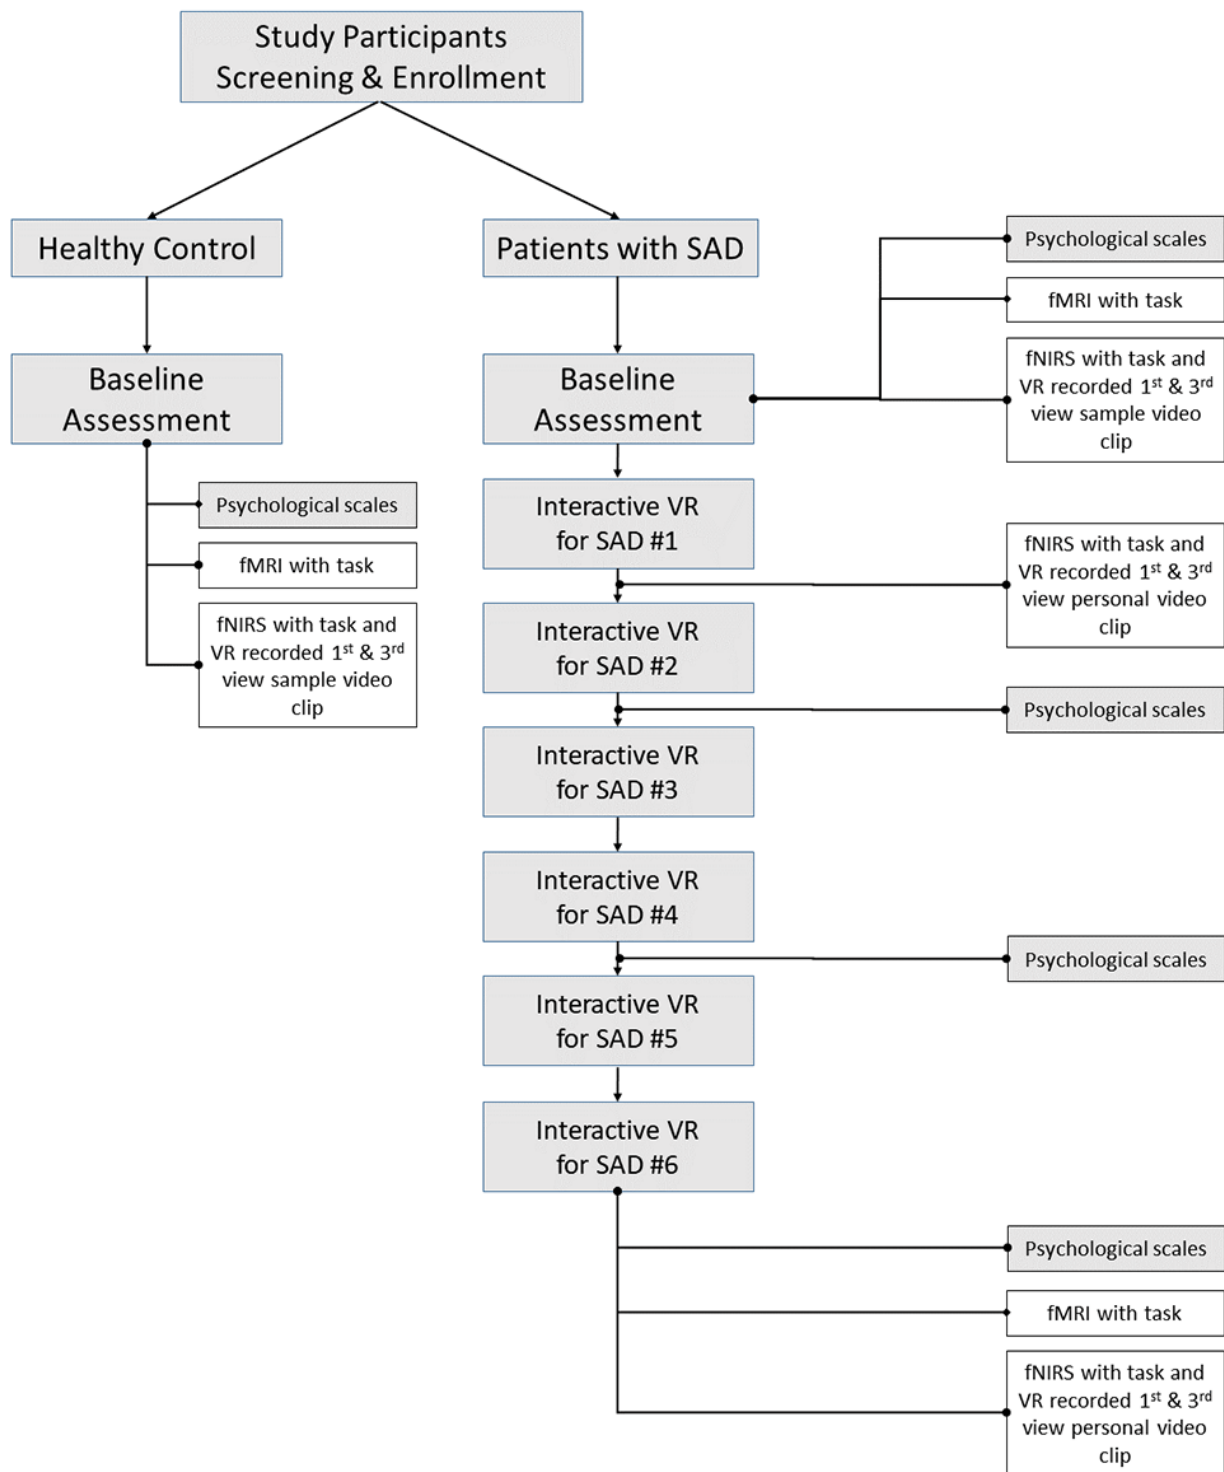 Study Participants
Screening & Enrollment
Healthy Control
Patients with SAD
Psychological scales
fMRI with task
fNIRS with task and
VR recorded 1st & 3rd
view sample video
clip
Baseline
Assessment
Baseline
Assessment
Psychological scales
fMRI with task
fNIRS with task and
VR recorded 1st & 3rd
view sample video
clip
Interactive VR
for SAD #1
fNIRS with task and
VR recorded 1st & 3rd
view personal video
clip
Interactive VR
for SAD #2
Psychological scales
Interactive VR
for SAD #3
Interactive VR
for SAD #4
Psychological scales
Interactive VR
for SAD #5
Interactive VR
for SAD #6
Psychological scales
fMRI with task
fNIRS with task and
VR recorded 1st & 3rd
view personal video
clip